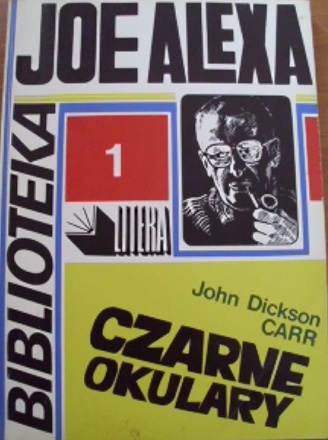 JOE ALEXA
BIBLIOTEKA
1
LITERA
John Dickson
CARR
CZARNE
OKULARY